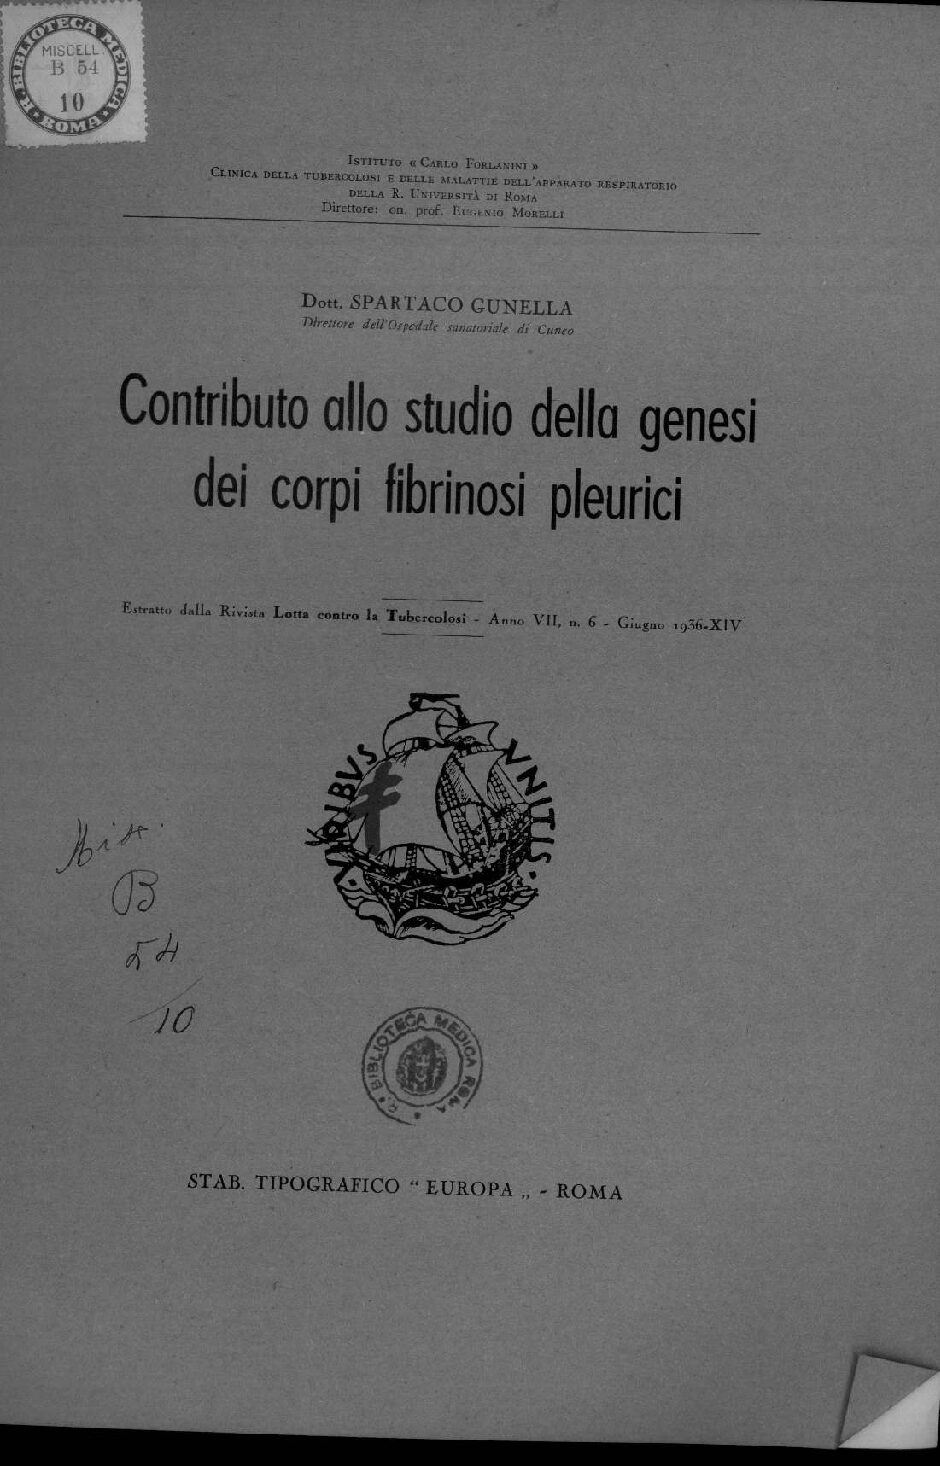 R. BIBLIOTECA MEDICA
MISCELL.
B 54
10
ROMA
ISTITUTO « CARLO FORLANINI »
CLINICA DELLA TUBERCOLOSI E DELLE MALATTIE DELL'APPARATO RESPIRATORIO
DELLA R. UNIVERSITÀ DI ROMA
Direttore: on. prof. EUGENIO MORELLI
Dott. SPARTACO GUNELLA
Direttore dell'Ospedale sanatoriale di Cuneo
Contributo allo studio della genesi
dei corpi fibrinosi pleurici
Estratto dalla Rivista Lotta contro la Tubercolosi - Anno VII, n. 6 - Giugno 1936-XIV
VIRIBVS VNITIS
B
54
10
R.ª BIBLIOTECA MEDICA ROMA
STAB. TIPOGRAFICO “ EUROPA „ - ROMA